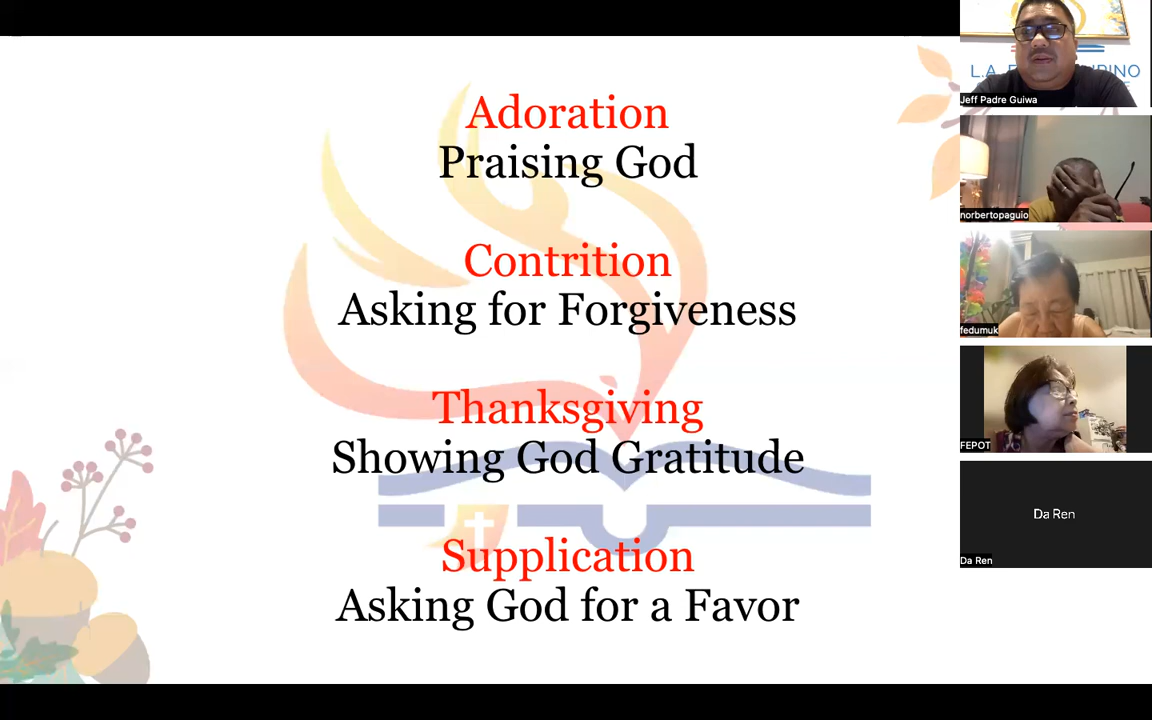 Adoration
Praising God
Contrition
Asking for Forgiveness
Thanksgiving
Showing God Gratitude
Supplication
Asking God for a Favor
L.A.
Jeff Padre Guiwa
norbertopaguio
fedumuk
FEPOT
Da Ren
Da Ren